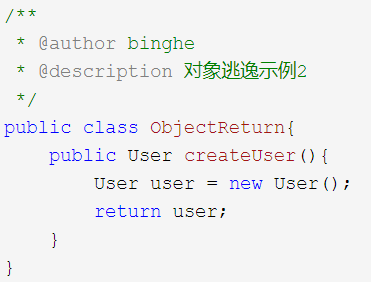 /**
 * @author binghe
 * @description 对象逃逸示例2
 */
public class ObjectReturn{
    public User createUser(){
        User user = new User();
        return user;
    }
}